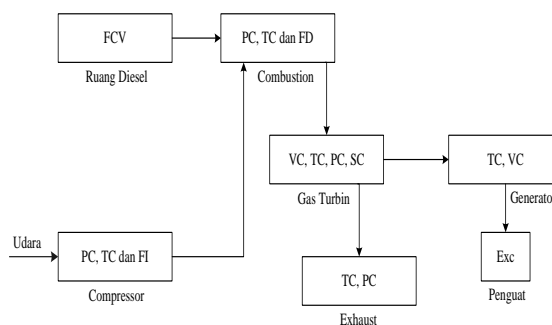 FCV
Ruang Diesel
PC, TC dan FD
Combustion
VC, TC, PC, SC
Gas Turbin
TC, VC
Generator
Udara
PC, TC dan FI
Compressor
TC, PC
Exhaust
Exc
Penguat